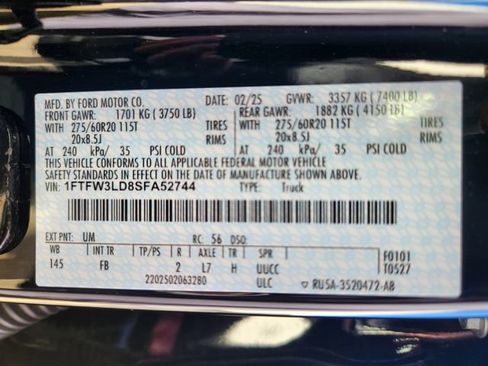 MFD. BY FORD MOTOR CO.
DATE: 02/25 GVWR: 3357 KG ( 7400 LB)
FRONT GAWR: 1701 KG ( 3750 LB) REAR GAWR: 1882 KG ( 4150 LB)
WITH 275/60R20 115T TIRES WITH 275/60R20 115T TIRES
20x8.5J RIMS 20x8.5J RIMS
AT 240 kPa/ 35 PSI COLD AT 240 kPa/ 35 PSI COLD
THIS VEHICLE CONFORMS TO ALL APPLICABLE FEDERAL MOTOR VEHICLE
SAFETY STANDARDS IN EFFECT ON THE DATE OF MANUFACTURE SHOWN ABOVE.
VIN: 1FTFW3LD8SFA52744 TYPE: Truck
EXT PNT: UM RC: 56 DSO:
WB INT TR TP/PS R AXLE TR SPR F0101
145 FB 2 L7 H UUCC T0527
2202502063280 ULC ▽ RU5A-3520472-AB